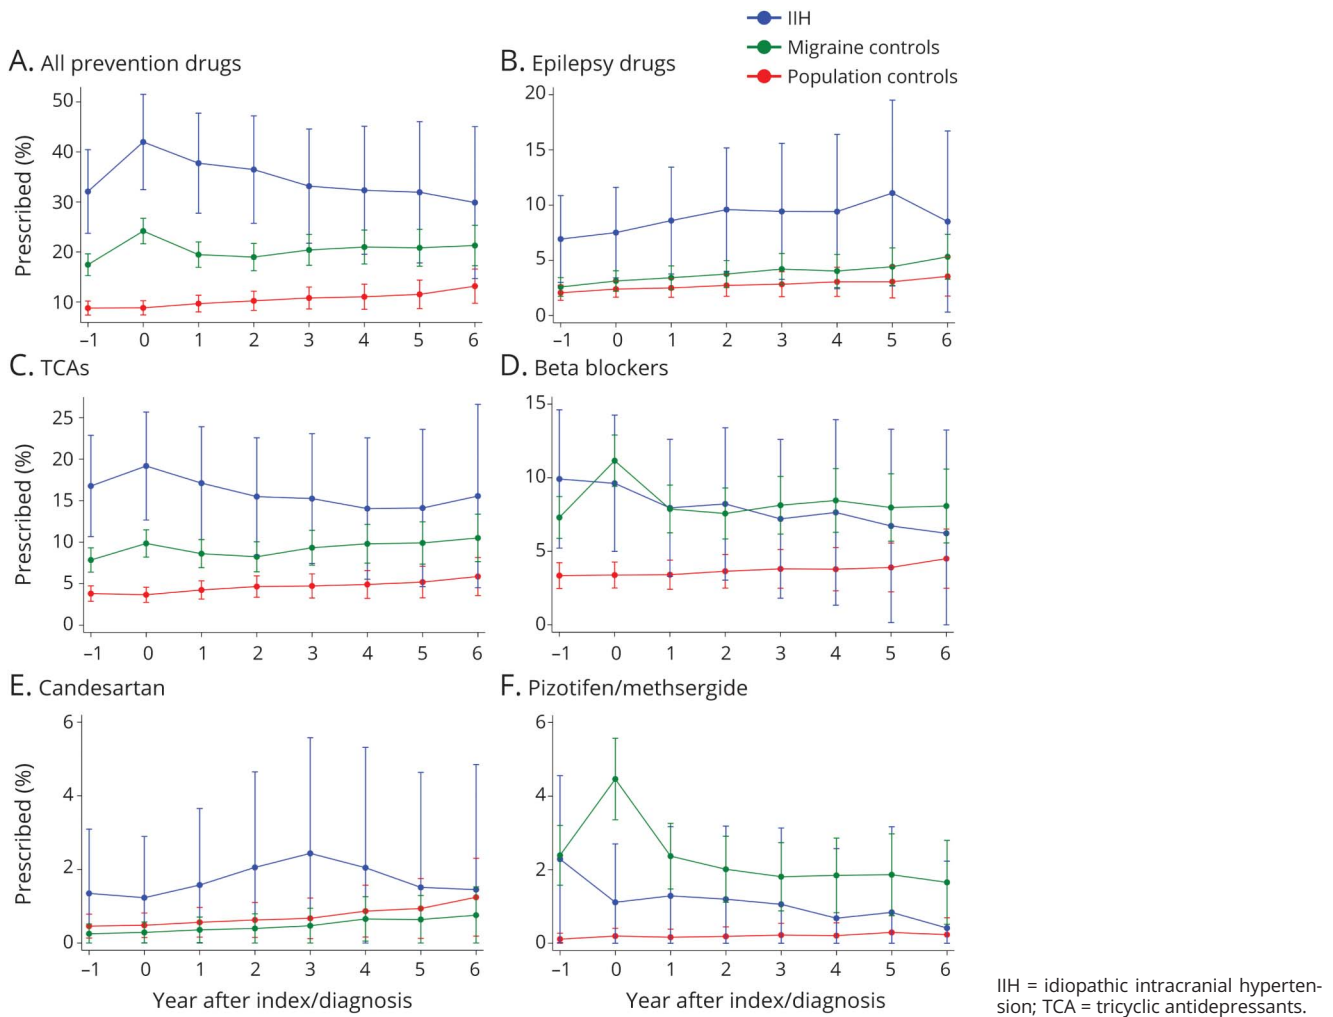 IIH
Migraine controls
Population controls
A. All prevention drugs
B. Epilepsy drugs
Prescribed (%)
50
40
30
20
10
–1 0 1 2 3 4 5 6
20
15
10
5
0
–1 0 1 2 3 4 5 6
C. TCAs
D. Beta blockers
Prescribed (%)
25
20
15
10
5
0
–1 0 1 2 3 4 5 6
15
10
5
0
–1 0 1 2 3 4 5 6
E. Candesartan
F. Pizotifen/methsergide
Prescribed (%)
6
4
2
0
–1 0 1 2 3 4 5 6
Year after index/diagnosis
6
4
2
0
–1 0 1 2 3 4 5 6
Year after index/diagnosis
IIH = idiopathic intracranial hyperten-
sion; TCA = tricyclic antidepressants.